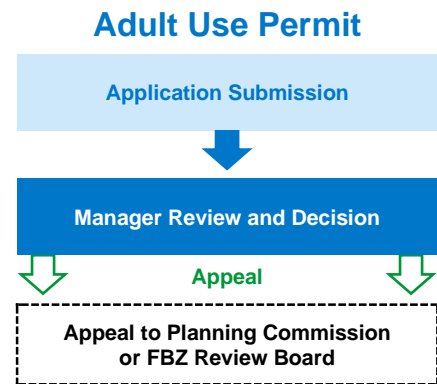 Adult Use Permit
Application Submission
Manager Review and Decision
Appeal
Appeal to Planning Commission
or FBZ Review Board